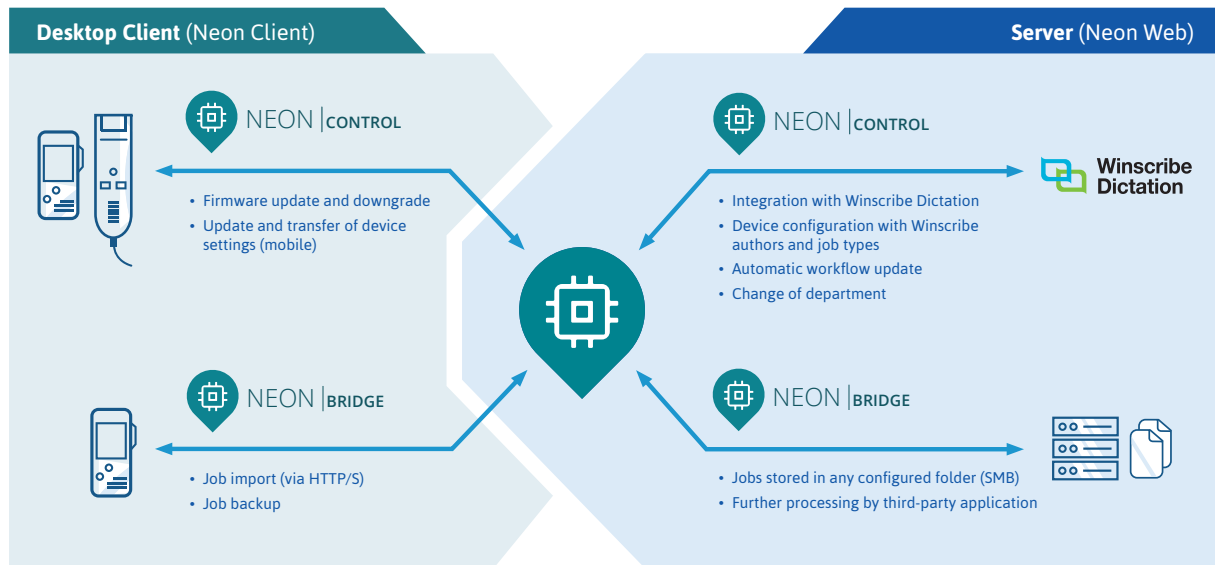 Desktop Client (Neon Client)
Server (Neon Web)
NEON | CONTROL
• Firmware update and downgrade
• Update and transfer of device
settings (mobile)
NEON | CONTROL
Winscribe
Dictation
• Integration with Winscribe Dictation
• Device configuration with Winscribe
authors and job types
• Automatic workflow update
• Change of department
NEON | BRIDGE
• Job import (via HTTP/S)
• Job backup
NEON | BRIDGE
• Jobs stored in any configured folder (SMB)
• Further processing by third-party application